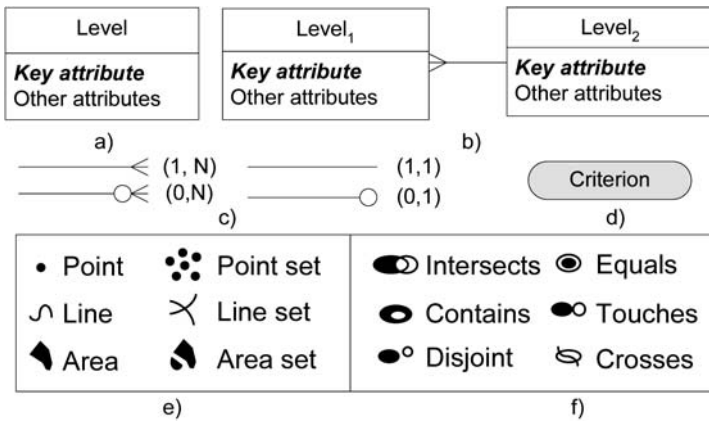 Level
Key attribute
Other attributes
a)
Level1
Key attribute
Other attributes
Level2
Key attribute
Other attributes
b)
(1, N)
(0,N)
(1,1)
(0,1)
c)
Criterion
d)
Point
Point set
Line
Line set
Area
Area set
e)
Intersects
Equals
Contains
Touches
Disjoint
Crosses
f)